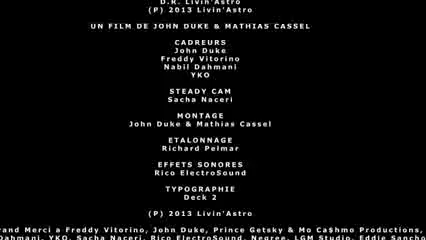 D.R. Livin'Astro
(P) 2013 Livin'Astro
UN FILM DE JOHN DUKE & MATHIAS CASSEL
CADREURS
John Duke
Freddy Vitorino
Nabil Dahmani
YKO
STEADY CAM
Sacha Naceri
MONTAGE
John Duke & Mathias Cassel
ETALONNAGE
Richard Pelmar
EFFETS SONORES
Rico ElectroSound
TYPOGRAPHIE
Deck 2
(P) 2013 Livin'Astro
rand Merci a Freddy Vitorino, John Duke, Prince Getsky & Mo Ca$hmo Productions,
Dahmani, YKO, Sacha Naceri, Rico ElectroSound, Negree, LGM Studio, Eddie Sancho